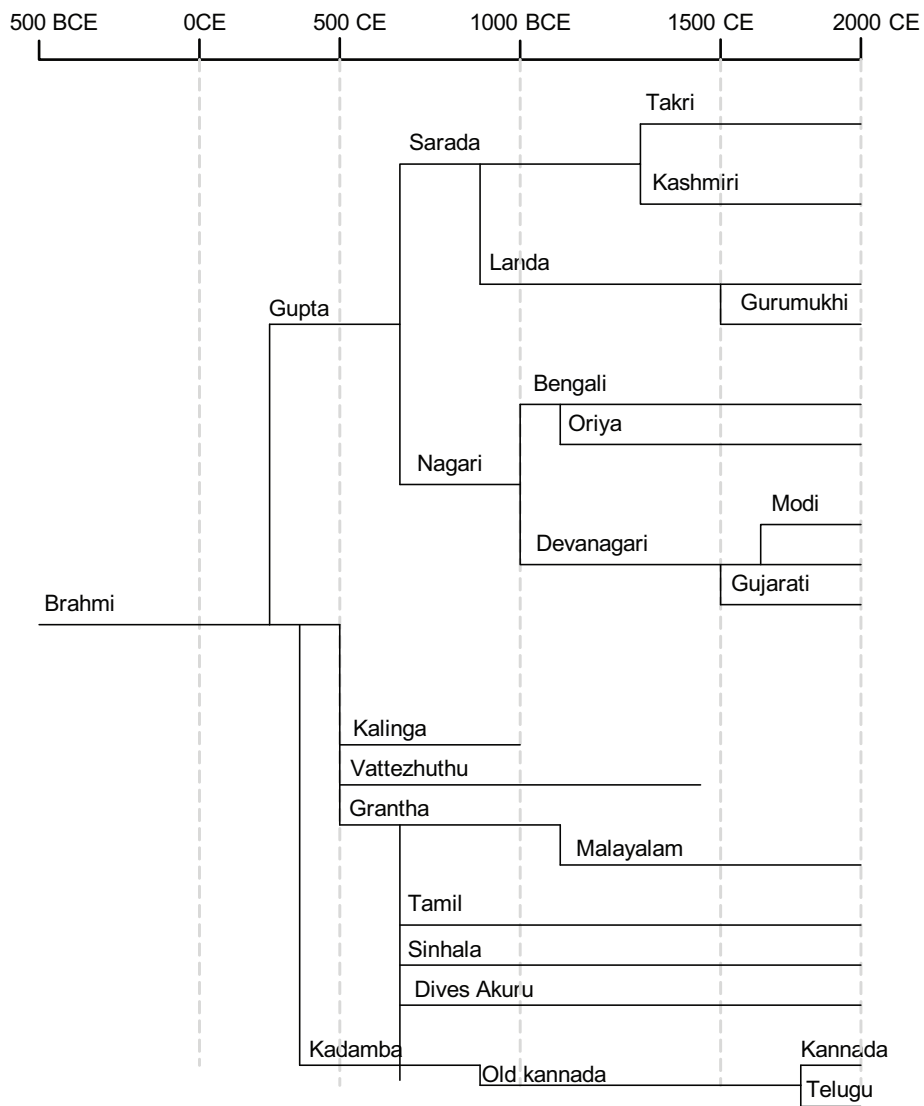 500 BCE 0CE 500 CE 1000 BCE 1500 CE 2000 CE
Takri
Sarada
Kashmiri
Landa
Gurumukhi
Gupta
Bengali
Oriya
Nagari
Modi
Devanagari
Gujarati
Brahmi
Kalinga
Vattezhuthu
Grantha
Malayalam
Tamil
Sinhala
Dives Akuru
Kadamba Kannada
Old kannada
Telugu